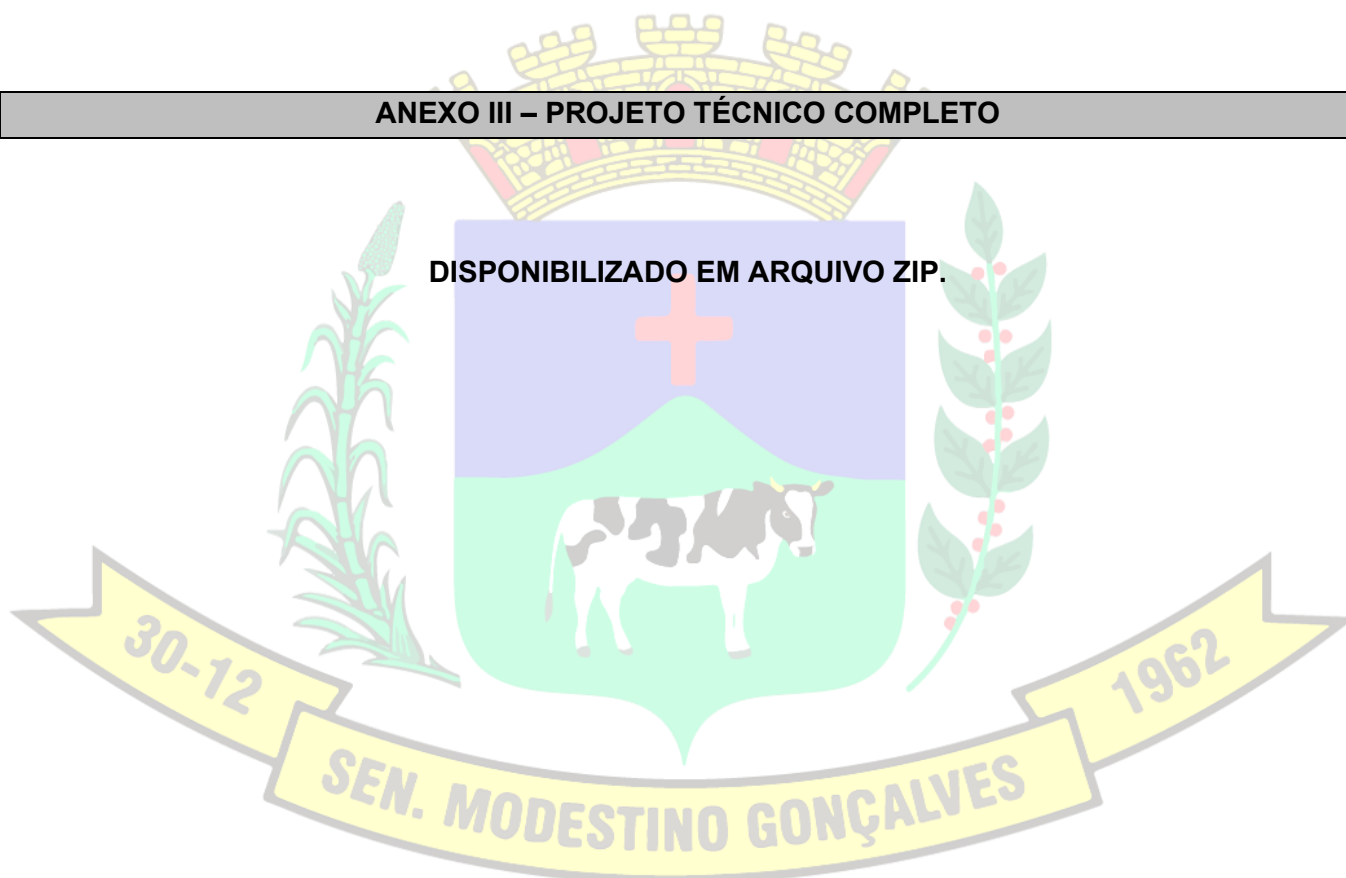 ANEXO III – PROJETO TÉCNICO COMPLETO
DISPONIBILIZADO EM ARQUIVO ZIP.
30-12
1962
SEN. MODESTINO GONÇALVES